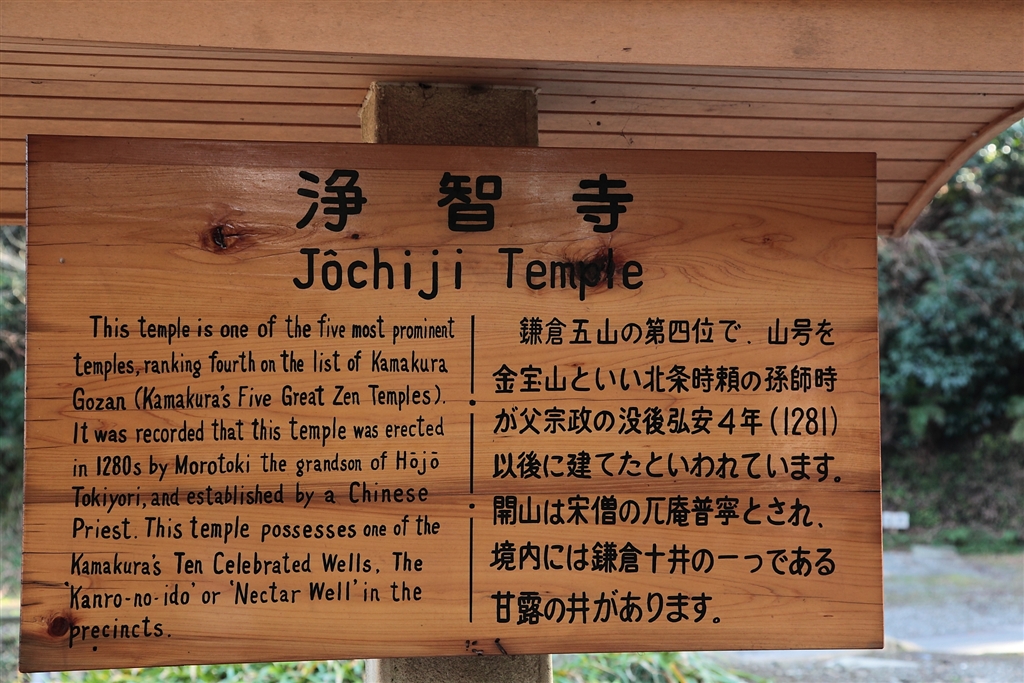 浄智寺
Jôchiji Temple
This temple is one of the five most prominent
temples, ranking fourth on the list of Kamakura
Gozan (Kamakura's Five Great Zen Temples).
It was recorded that this temple was erected
in 1280s by Morotoki the grandson of Hōjō
Tokiyori, and established by a Chinese
Priest. This temple possesses one of the
Kamakura's Ten Celebrated Wells. The
'Kanro-no-ido' or 'Nectar Well' in the
precincts.
鎌倉五山の第四位で、山号を
金宝山といい北条時頼の孫師時
が父宗政の没後弘安4年(1281)
以後に建てたといわれています。
開山は宋僧の兀庵普寧とされ、
境内には鎌倉十井の一つである
甘露の井があります。